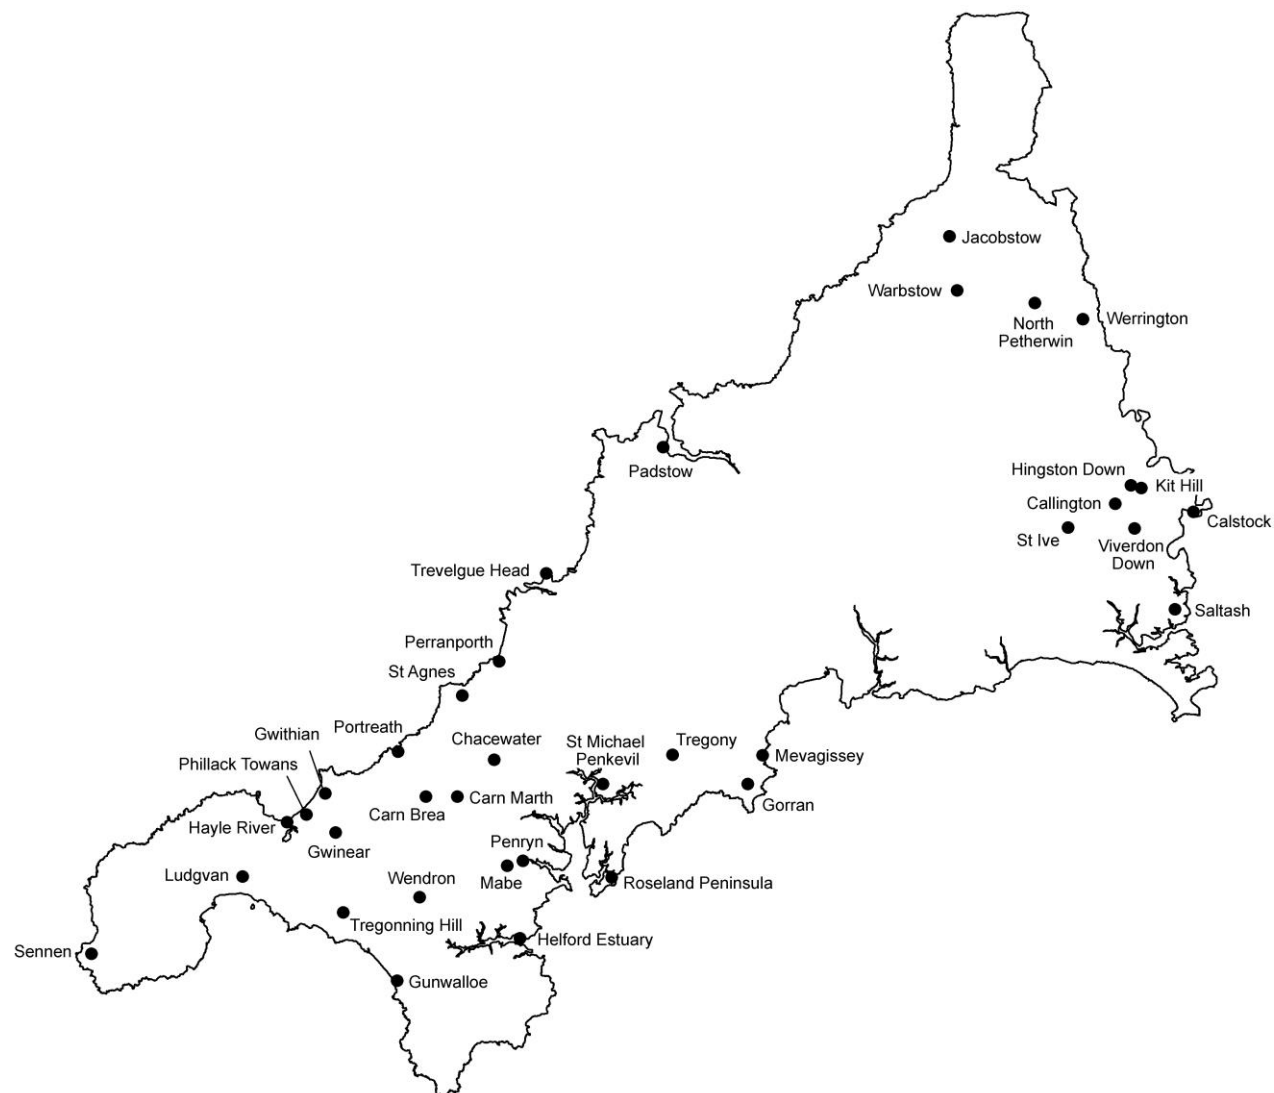 Jacobstow
Warbstow
North
Petherwin
Werrington
Padstow
Hingston Down
Kit Hill
Callington
Calstock
St Ive
Viverdon
Down
Trevelgue Head
Saltash
Perranporth
St Agnes
Portreath
Gwithian
Chacewater
St Michael
Penkevil
Tregony
Mevagissey
Phillack Towans
Gorran
Carn Brea
Carn Marth
Hayle River
Gwinear
Penryn
Mabe
Ludgvan
Wendron
Roseland Peninsula
Tregonning Hill
Helford Estuary
Sennen
Gunwalloe